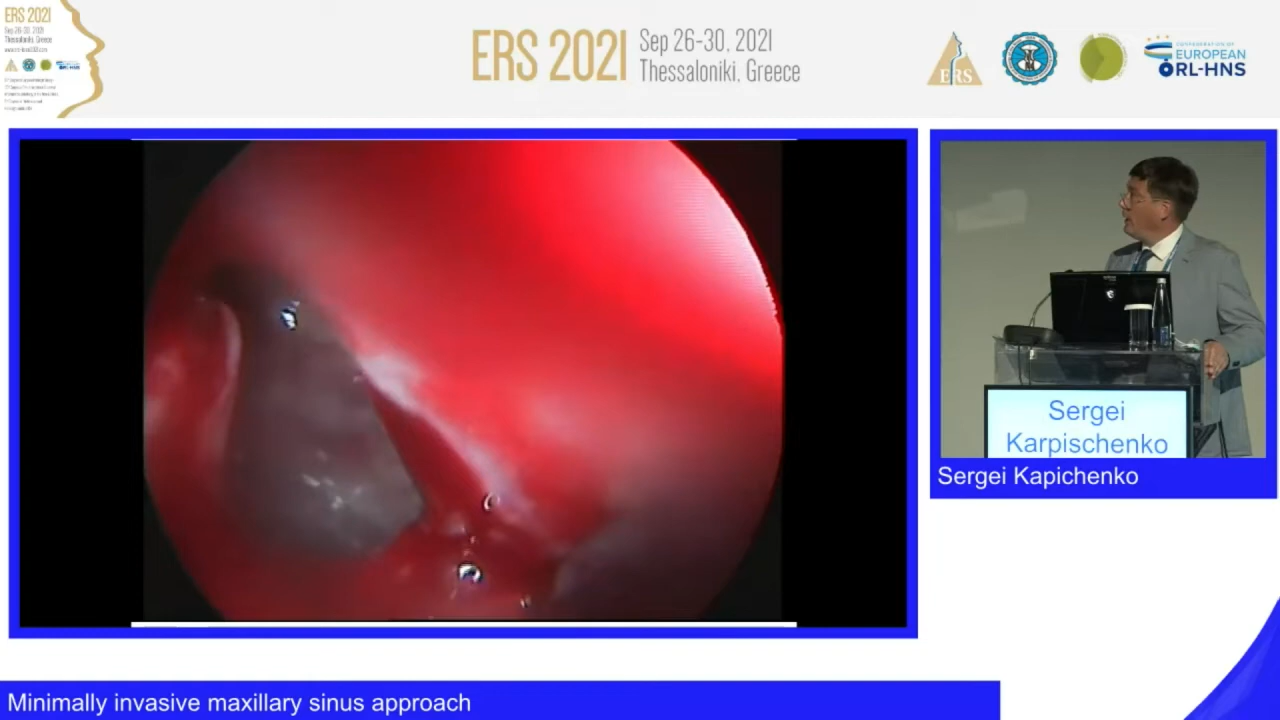 ERS 2021
Sep 26-30, 2021
Thessaloniki, Greece
ERS 2021
Sep 26-30, 2021
Thessaloniki, Greece
ERS
CONFEDERATION OF
EUROPEAN
ORL-HNS
Sergei
Karpischenko
Sergei Kapichenko
Minimally invasive maxillary sinus approach